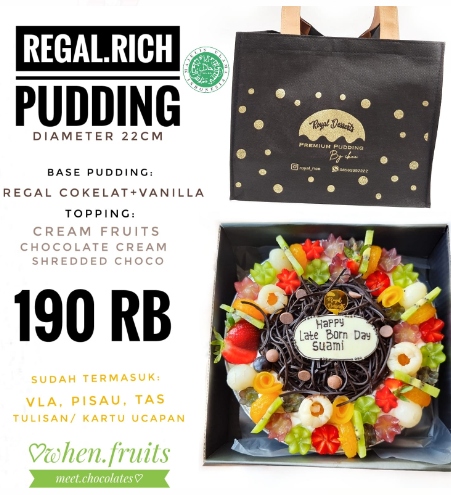 REGAL.RICH
PUDDING
DIAMETER 22CM
BASE PUDDING:
REGAL COKELAT+VANILLA
TOPPING:
CREAM FRUITS
CHOCOLATE CREAM
SHREDDED CHOCO
190 RB
SUDAH TERMASUK:
VLA, PISAU, TAS
TULISAN/ KARTU UCAPAN
♡when.fruits
meet.chocolates♡
Royal Desserts
PREMIUM PUDDING
Happy
Late Born Day
Suami